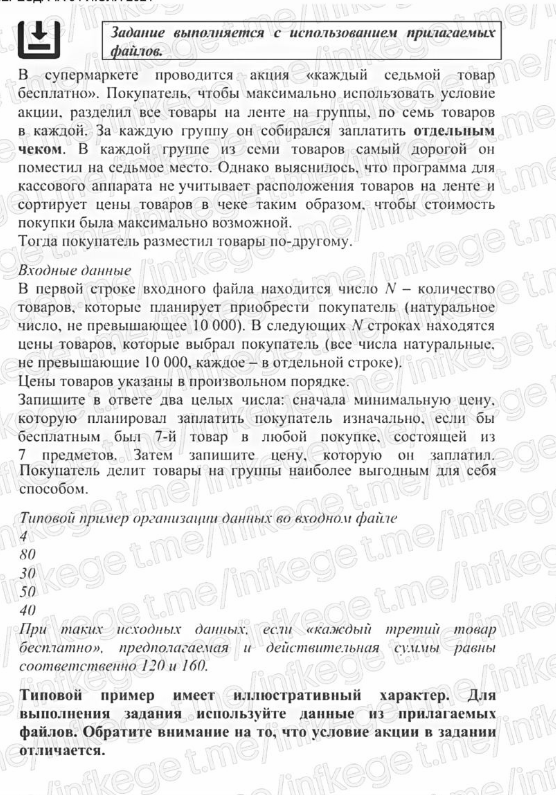 Задание выполняется с использованием прилагаемых
файлов.
В супермаркете проводится акция «каждый седьмой товар
бесплатно». Покупатель, чтобы максимально использовать условие
акции, разделил все товары на ленте на группы, по семь товаров
в каждой. За каждую группу он собирался заплатить отдельным
чеком. В каждой группе из семи товаров самый дорогой он
поместил на седьмое место. Однако выяснилось, что программа для
кассового аппарата не учитывает расположения товаров на ленте и
сортирует цены товаров в чеке таким образом, чтобы стоимость
покупки была максимально возможной.
Тогда покупатель разместил товары по-другому.
Входные данные
В первой строке входного файла находится число N – количество
товаров, которые планирует приобрести покупатель (натуральное
число, не превышающее 10 000). В следующих N строках находятся
цены товаров, которые выбрал покупатель (все числа натуральные,
не превышающие 10 000, каждое – в отдельной строке).
Цены товаров указаны в произвольном порядке.
Запишите в ответе два целых числа: сначала минимальную цену,
которую планировал заплатить покупатель изначально, если бы
бесплатным был 7-й товар в любой покупке, состоящей из
7 предметов. Затем запишите цену, которую он заплатил.
Покупатель делит товары на группы наиболее выгодным для себя
способом.
Типовой пример организации данных во входном файле
4
80
30
50
40
При таких исходных данных, если «каждый третий товар
бесплатно», предполагаемая и действительная суммы равны
соответственно 120 и 160.
Типовой пример имеет иллюстративный характер. Для
выполнения задания используйте данные из прилагаемых
файлов. Обратите внимание на то, что условие акции в задании
отличается.